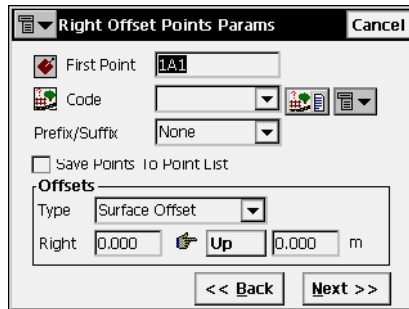 Right Offset Points Params Cancel
First Point 1A1
Code
Prefix/Suffix None
Save Points To Point List
Offsets
Type Surface Offset
Right 0.000 Up 0.000 m
<< Back Next >>